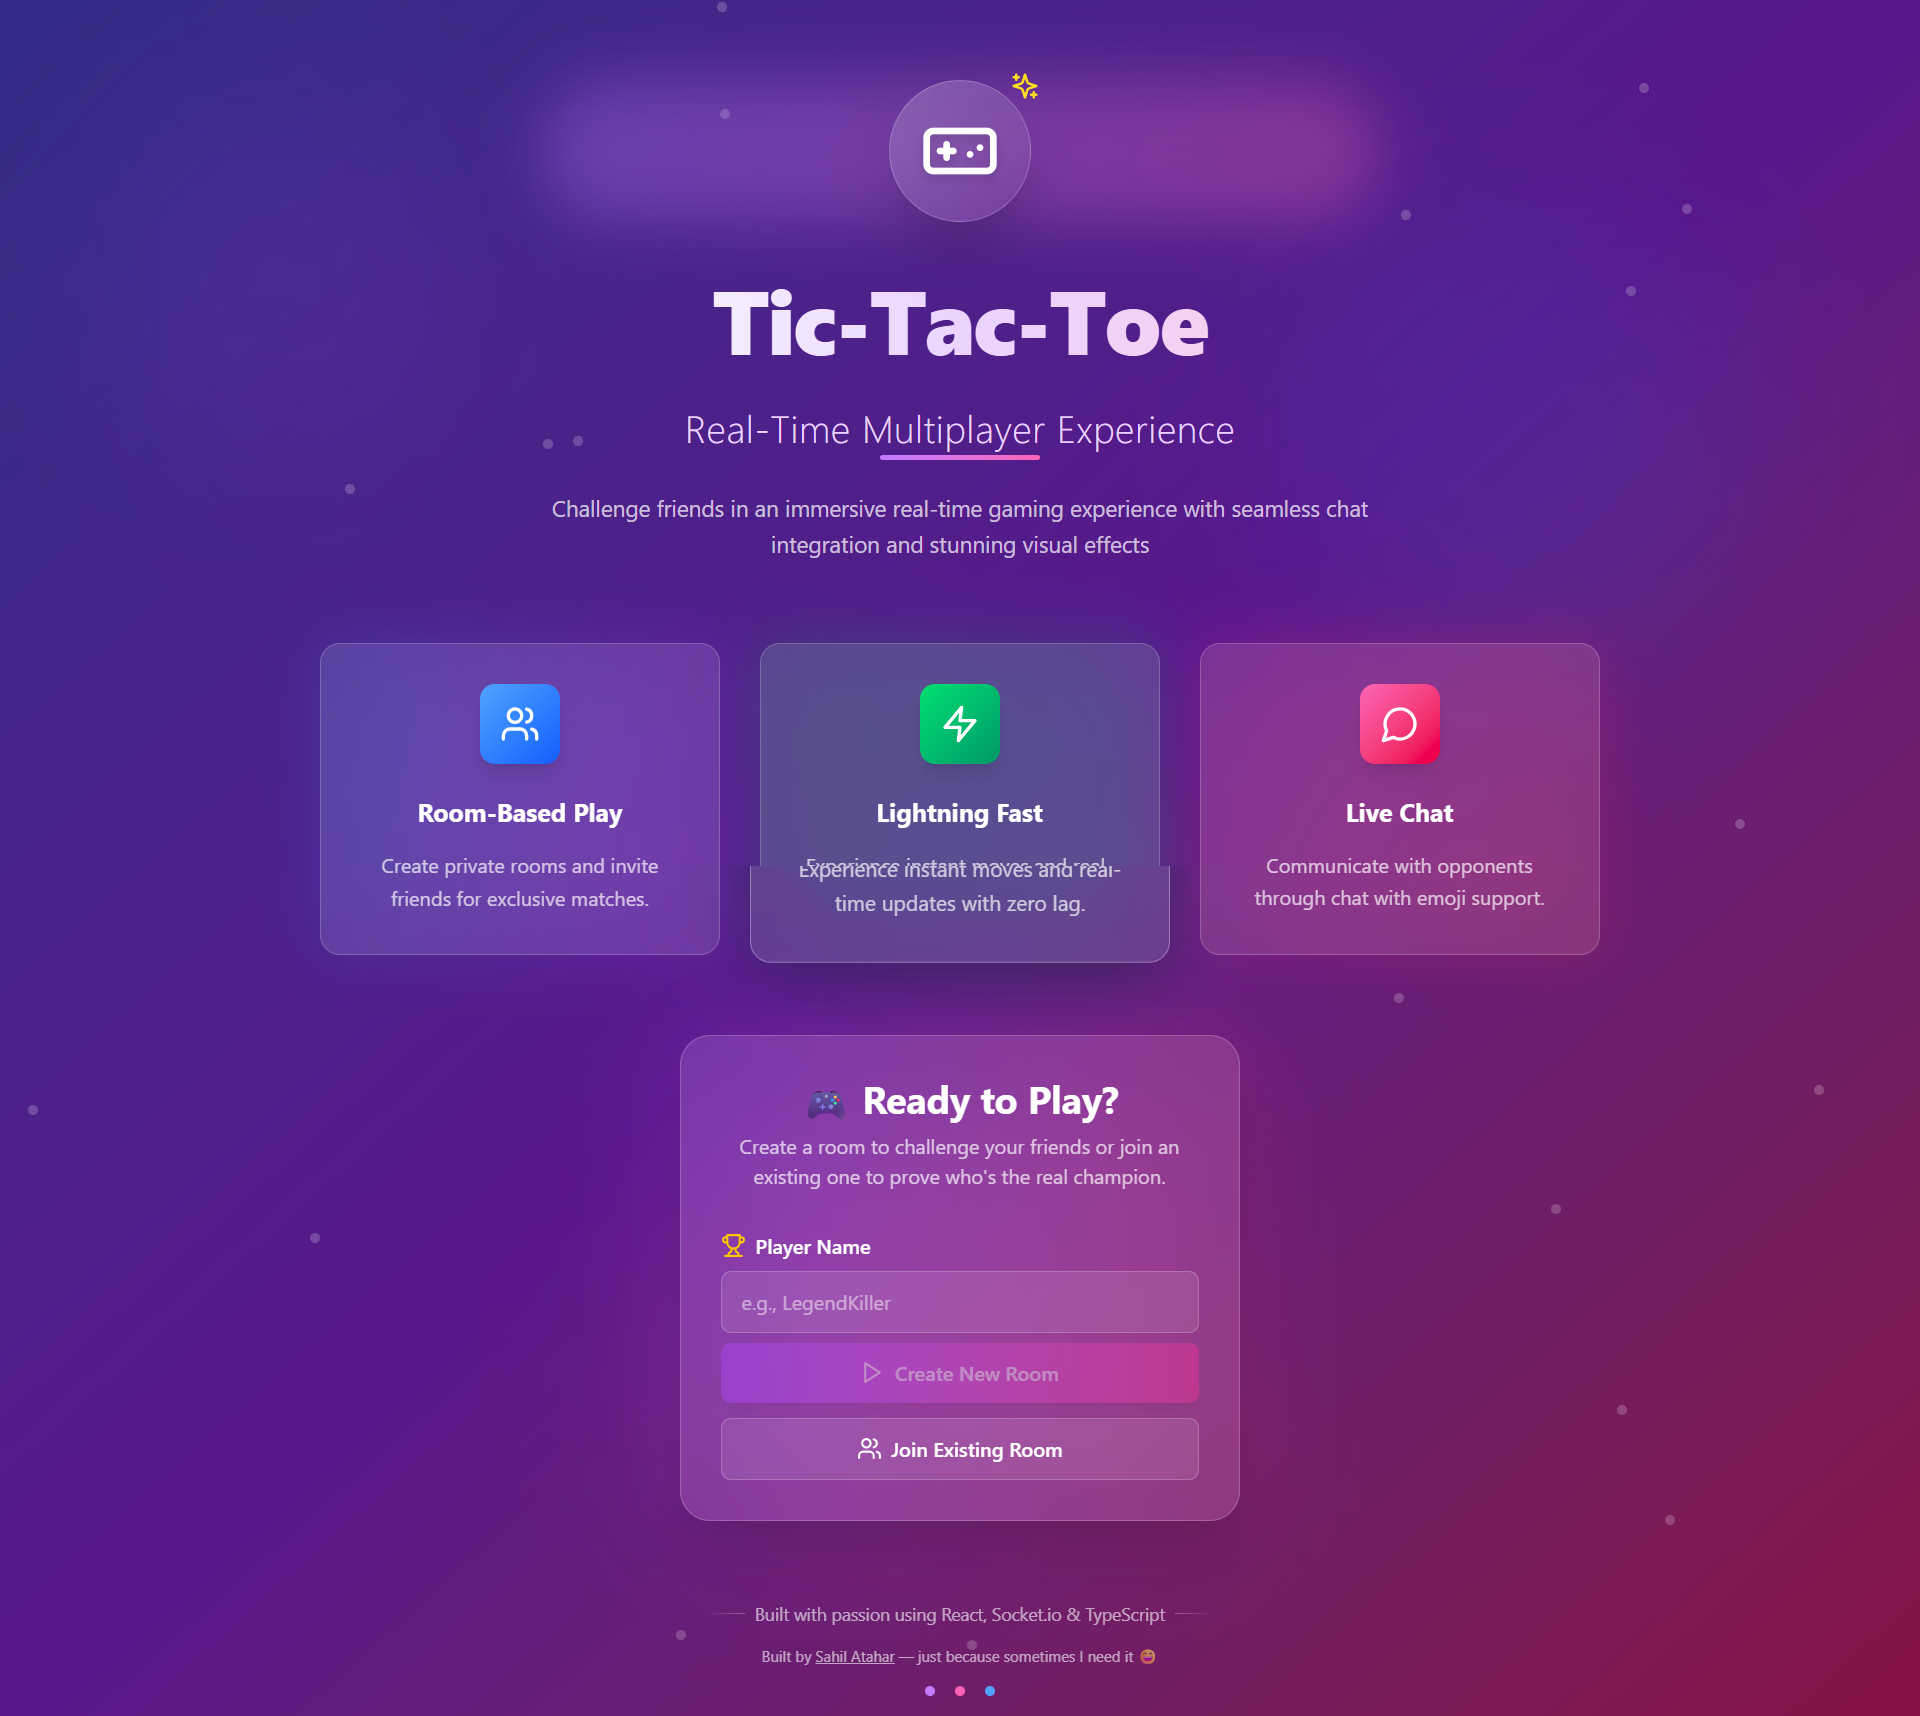 Tic-Tac-Toe
Real-Time Multiplayer Experience
Challenge friends in an immersive real-time gaming experience with seamless chat
integration and stunning visual effects
Room-Based Play
Create private rooms and invite
friends for exclusive matches.
Lightning Fast
Experience instant moves and real-
Experience instant moves and real-
time updates with zero lag.
Live Chat
Communicate with opponents
through chat with emoji support.
🎮 Ready to Play?
Create a room to challenge your friends or join an
existing one to prove who's the real champion.
Player Name
e.g., LegendKiller
Create New Room
Join Existing Room
Built with passion using React, Socket.io & TypeScript
Built by Sahil Atahar — just because sometimes I need it 😄